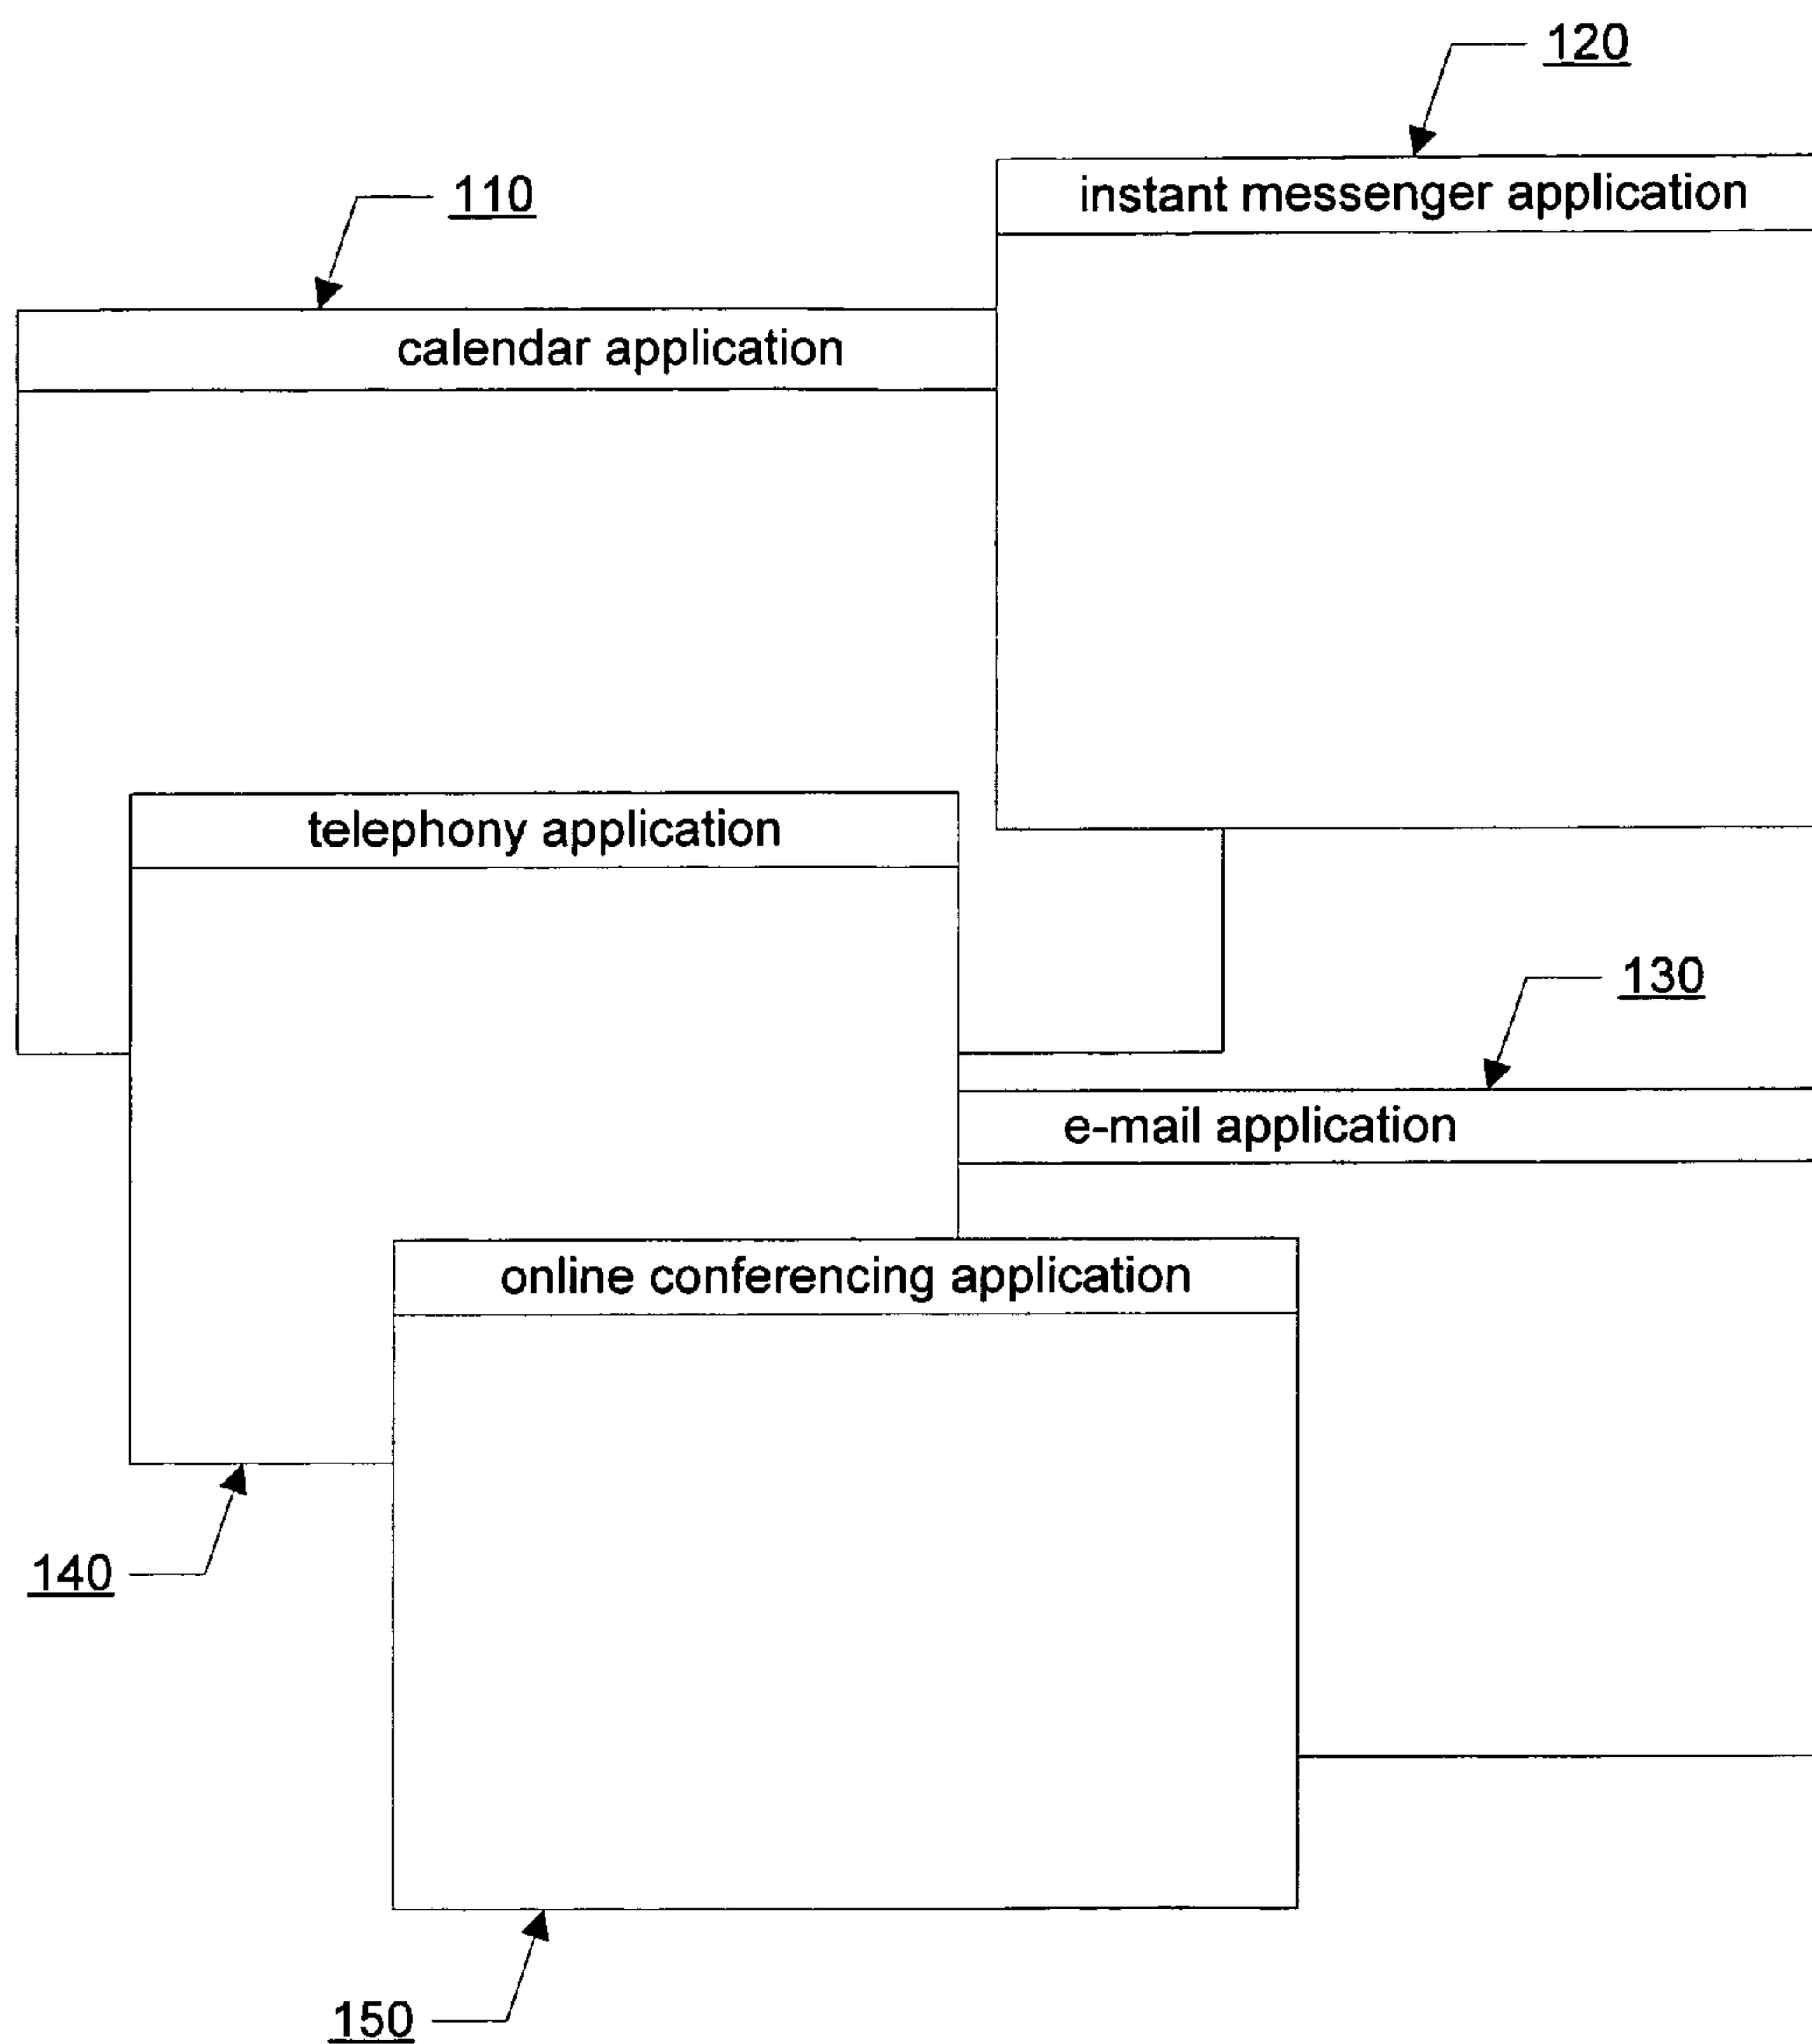 120
instant messenger application
110
calendar application
telephony application
130
e-mail application
online conferencing application
140
150